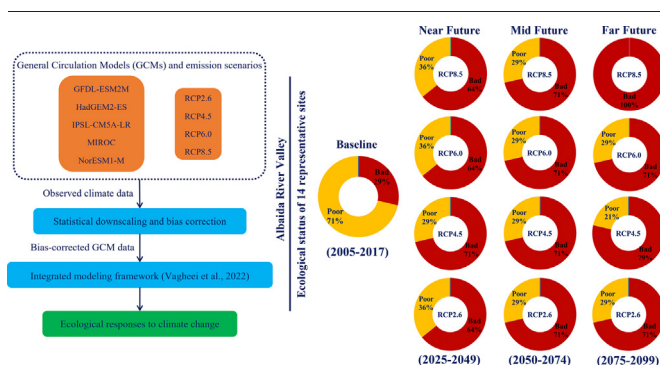 General Circulation Models (GCMs) and emission scenarios
GFDL-ESM2M
HadGEM2-ES
IPSL-CM5A-LR
MIROC
NorESM1-M
RCP2.6
RCP4.5
RCP6.0
RCP8.5
Observed climate data
Statistical downscaling and bias correction
Bias-corrected GCM data
Integrated modeling framework (Vagheei et al., 2022)
Ecological responses to climate change
Albaida River Valley
Ecological status of 14 representative sites
Baseline
Bad
29%
Poor
71%
(2005-2017)
Near Future
Mid Future
Far Future
Poor
36%
RCP8.5
Bad
64%
Poor
29%
RCP8.5
Bad
71%
RCP8.5
Bad
100%
Poor
36%
RCP6.0
Bad
64%
Poor
29%
RCP6.0
Bad
71%
Poor
29%
RCP6.0
Bad
71%
Poor
29%
RCP4.5
Bad
71%
Poor
29%
RCP4.5
Bad
71%
Poor
21%
RCP4.5
Bad
79%
Poor
36%
RCP2.6
Bad
64%
Poor
29%
RCP2.6
Bad
71%
Poor
29%
RCP2.6
Bad
71%
(2025-2049)
(2050-2074)
(2075-2099)